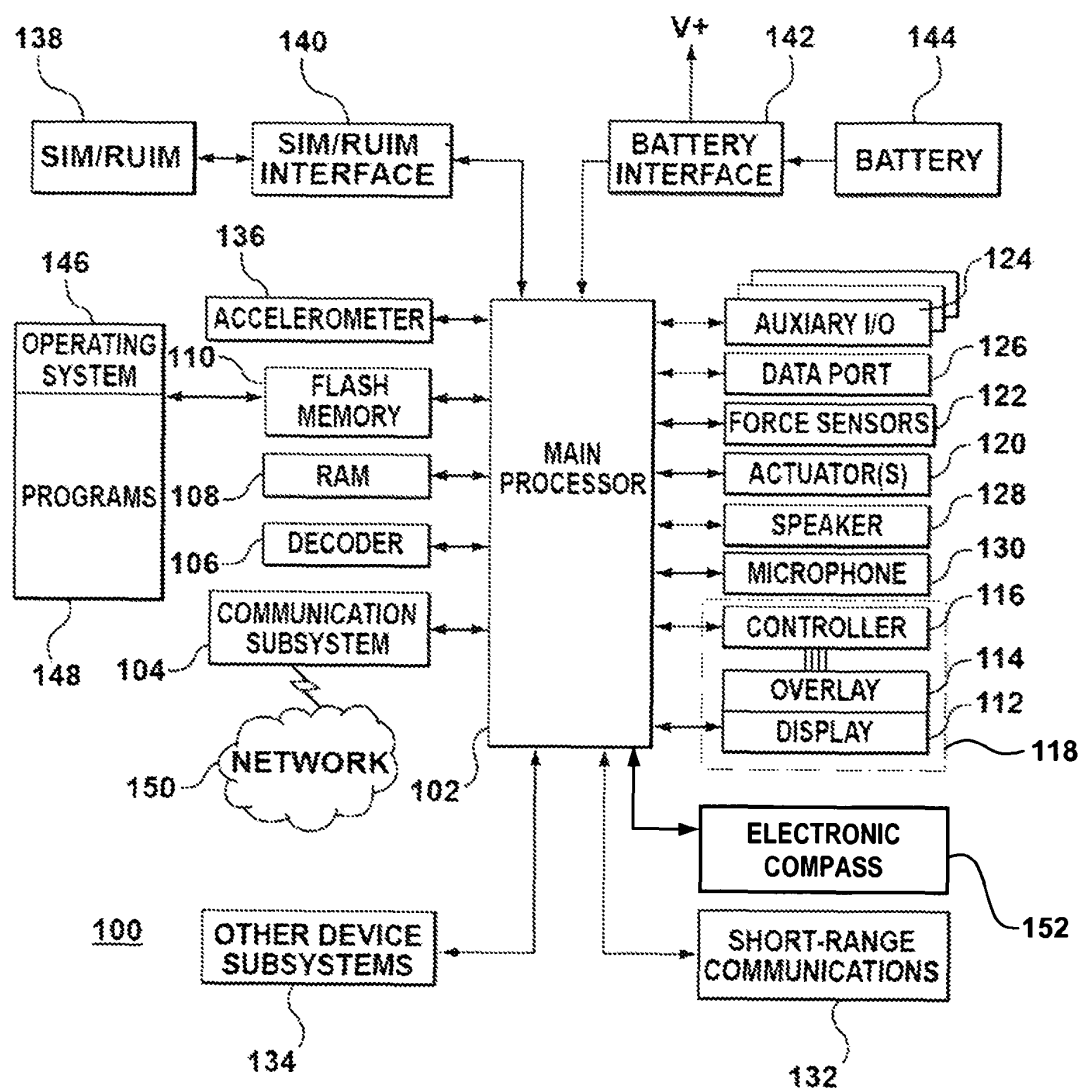 138
140
V+
142
144
SIM/RUIM
SIM/RUIM
INTERFACE
BATTERY
INTERFACE
BATTERY
136
146
124
ACCELEROMETER
AUXIARY I/O
OPERATING
SYSTEM
110
FLASH
MEMORY
DATA PORT
126
FORCE SENSORS
122
MAIN
PROCESSOR
PROGRAMS
108
RAM
ACTUATOR(S)
120
SPEAKER
128
106
DECODER
MICROPHONE
130
COMMUNICATION
SUBSYSTEM
CONTROLLER
116
148
104
OVERLAY
114
DISPLAY
112
118
NETWORK
150
102
ELECTRONIC
COMPASS
152
100
OTHER DEVICE
SUBSYSTEMS
SHORT-RANGE
COMMUNICATIONS
134
132